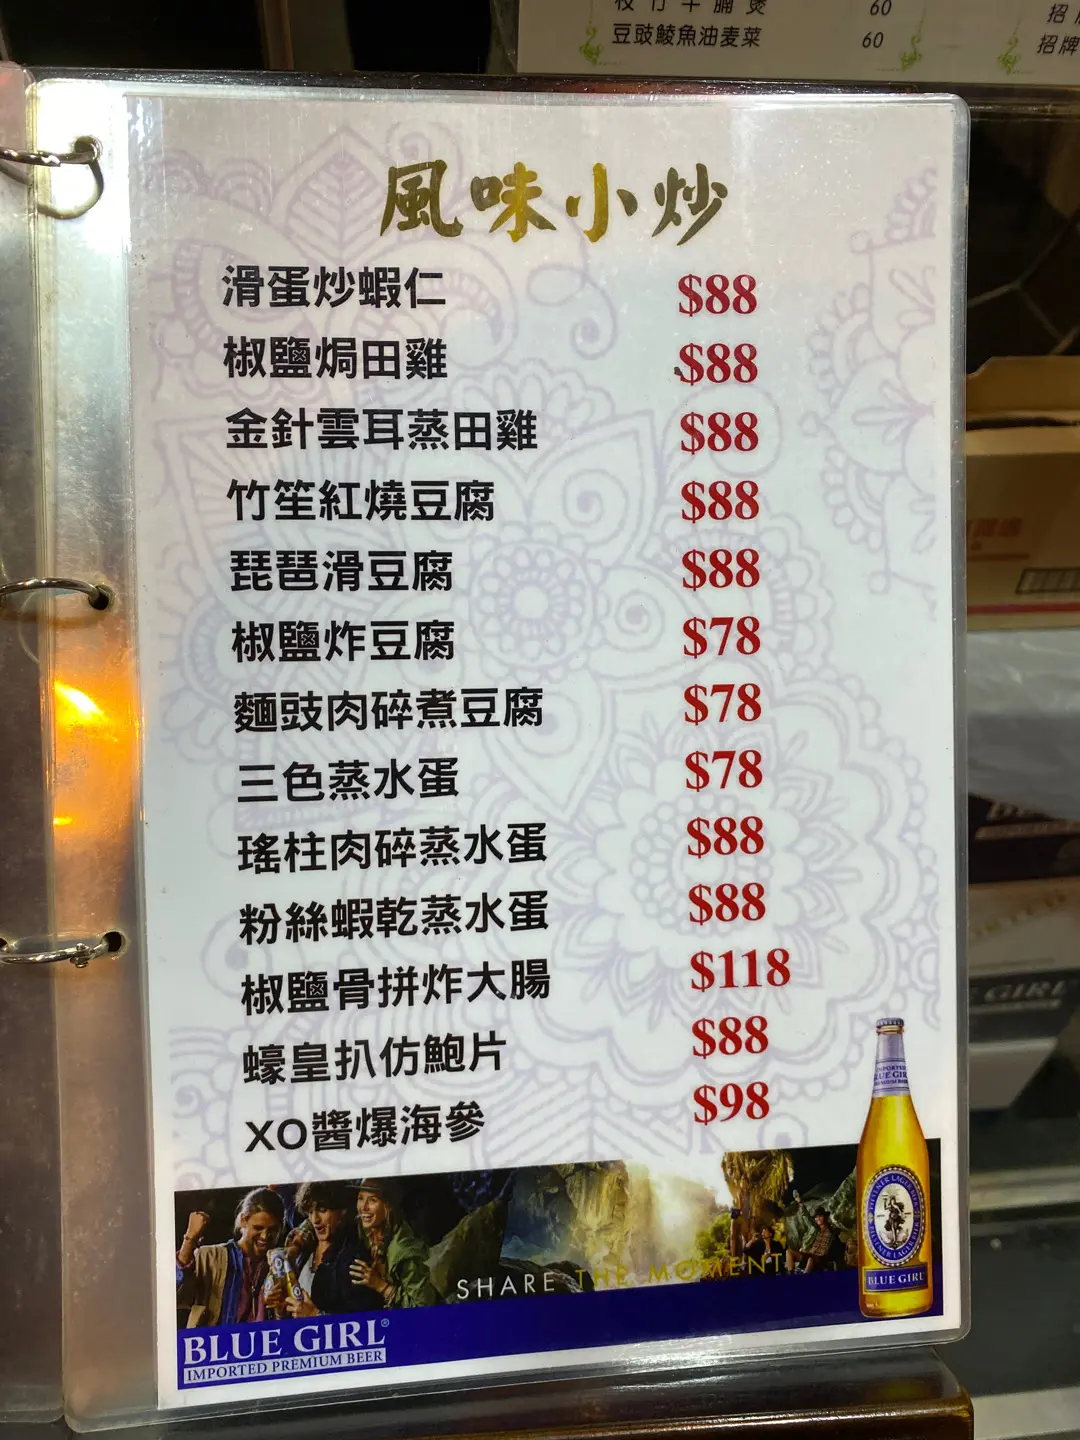 豆豉鯪魚油麦菜 60
60
招牌
風味小炒
滑蛋炒蝦仁 $88
椒鹽焗田雞 $88
金針雲耳蒸田雞 $88
竹笙紅燒豆腐 $88
琵琶滑豆腐 $88
椒鹽炸豆腐 $78
麵豉肉碎煮豆腐 $78
三色蒸水蛋 $78
瑤柱肉碎蒸水蛋 $88
粉絲蝦乾蒸水蛋 $88
椒鹽骨拼炸大腸 $118
蠔皇扒仿鮑片 $88
XO醬爆海參 $98
SHARE THE MOMENT
BLUE GIRL®
IMPORTED PREMIUM BEER
BLUE GIRL